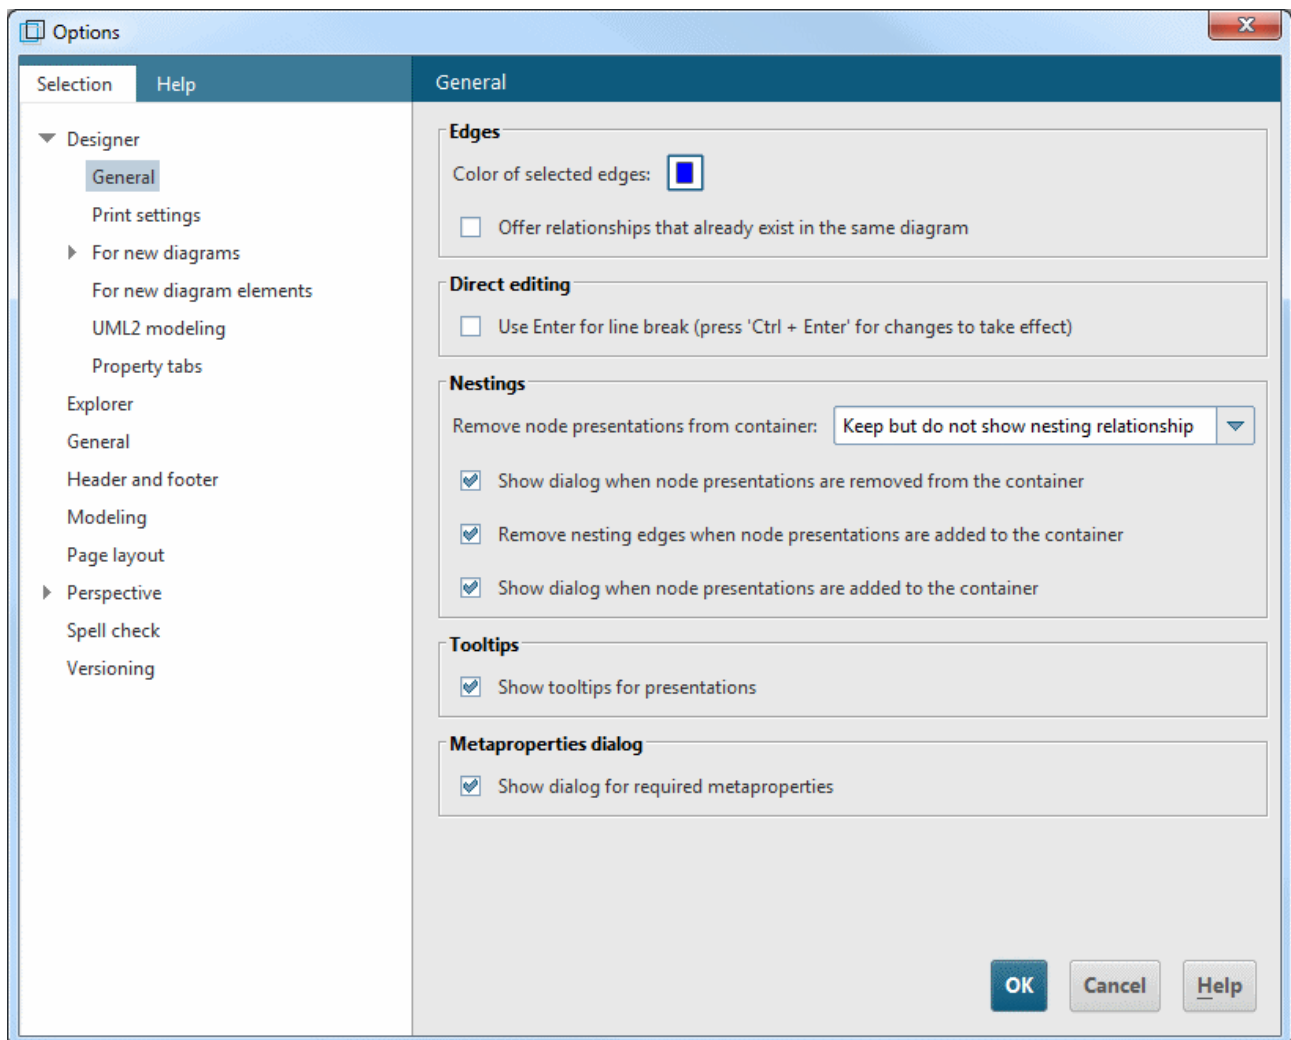 Options
Selection
Help
Designer
General
Print settings
For new diagrams
For new diagram elements
UML2 modeling
Property tabs
Explorer
General
Header and footer
Modeling
Page layout
Perspective
Spell check
Versioning
General
Edges
Color of selected edges:
Offer relationships that already exist in the same diagram
Direct editing
Use Enter for line break (press 'Ctrl + Enter' for changes to take effect)
Nestings
Remove node presentations from container: Keep but do not show nesting relationship
Show dialog when node presentations are removed from the container
Remove nesting edges when node presentations are added to the container
Show dialog when node presentations are added to the container
Tooltips
Show tooltips for presentations
Metaproperties dialog
Show dialog for required metaproperties
OK Cancel Help